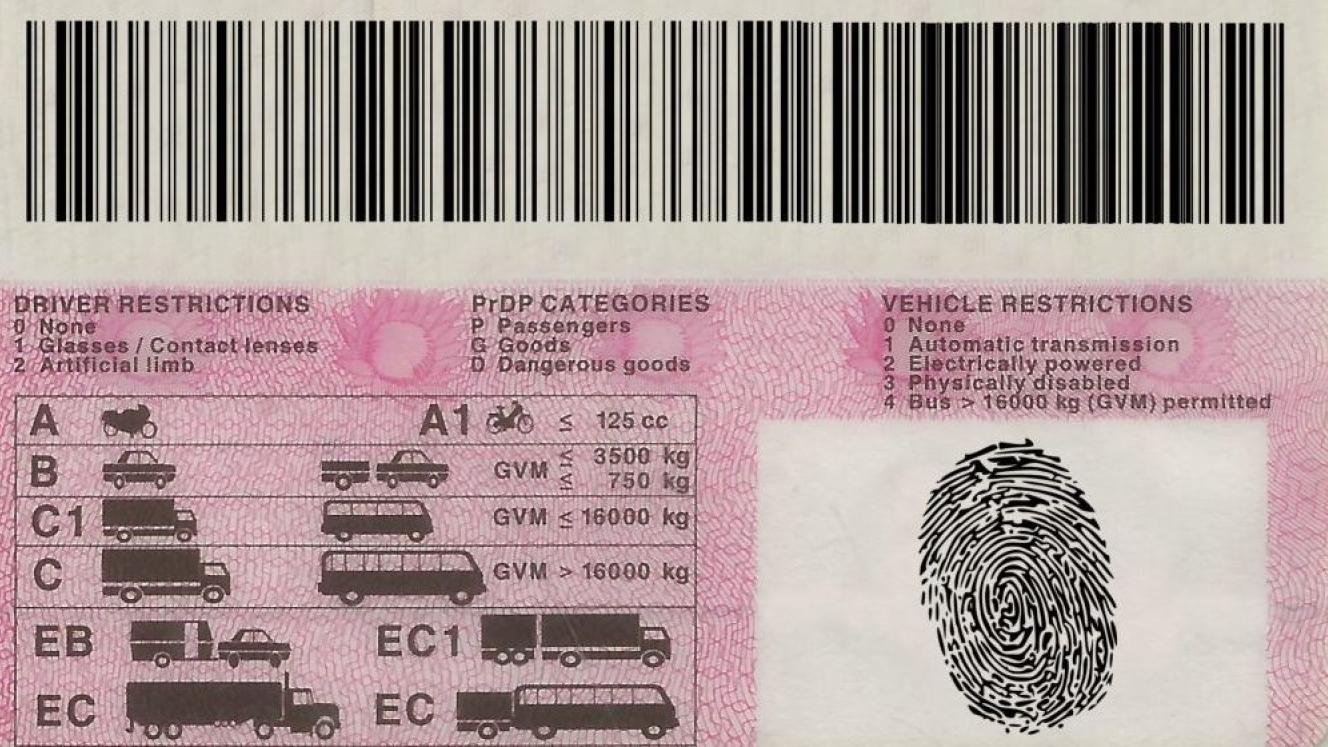 DRIVER RESTRICTIONS
0 None
1 Glasses / Contact lenses
2 Artificial limb
PrDP CATEGORIES
P Passengers
G Goods
D Dangerous goods
VEHICLE RESTRICTIONS
0 None
1 Automatic transmission
2 Electrically powered
3 Physically disabled
4 Bus > 16000 kg (GVM) permitted
A A1 ≤ 125 cc
B GVM ≤ 3500 kg
≤ 750 kg
C1 GVM ≤ 16000 kg
C GVM > 16000 kg
EB EC1
EC EC